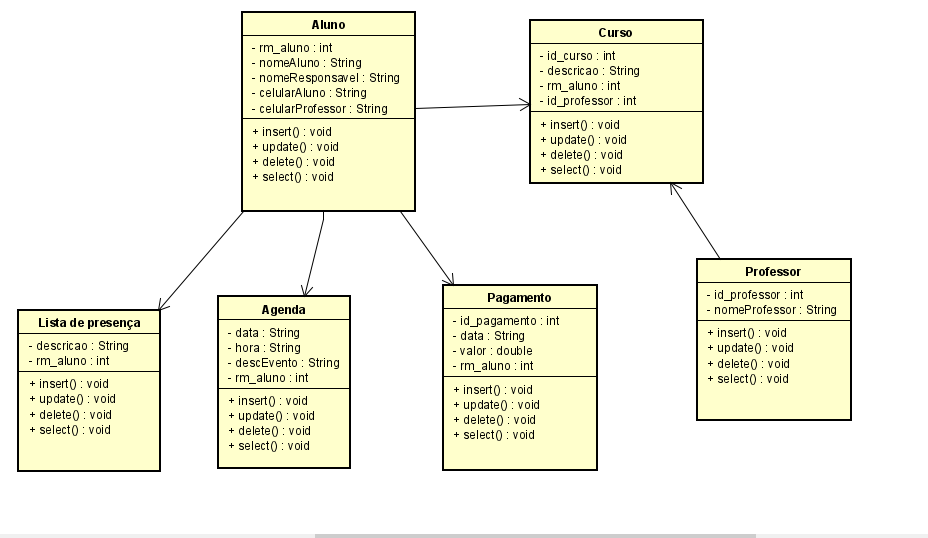 Aluno
- rm_aluno : int
- nomeAluno : String
- nomeResponsavel : String
- celularAluno : String
- celularProfessor : String
+ insert() : void
+ update() : void
+ delete() : void
+ select() : void
Curso
- id_curso : int
- descricao : String
- rm_aluno : int
- id_professor : int
+ insert() : void
+ update() : void
+ delete() : void
+ select() : void
Lista de presença
- descricao : String
- rm_aluno : int
+ insert() : void
+ update() : void
+ delete() : void
+ select() : void
Agenda
- data : String
- hora : String
- descEvento : String
- rm_aluno : int
+ insert() : void
+ update() : void
+ delete() : void
+ select() : void
Pagamento
- id_pagamento : int
- data : String
- valor : double
- rm_aluno : int
+ insert() : void
+ update() : void
+ delete() : void
+ select() : void
Professor
- id_professor : int
- nomeProfessor : String
+ insert() : void
+ update() : void
+ delete() : void
+ select() : void